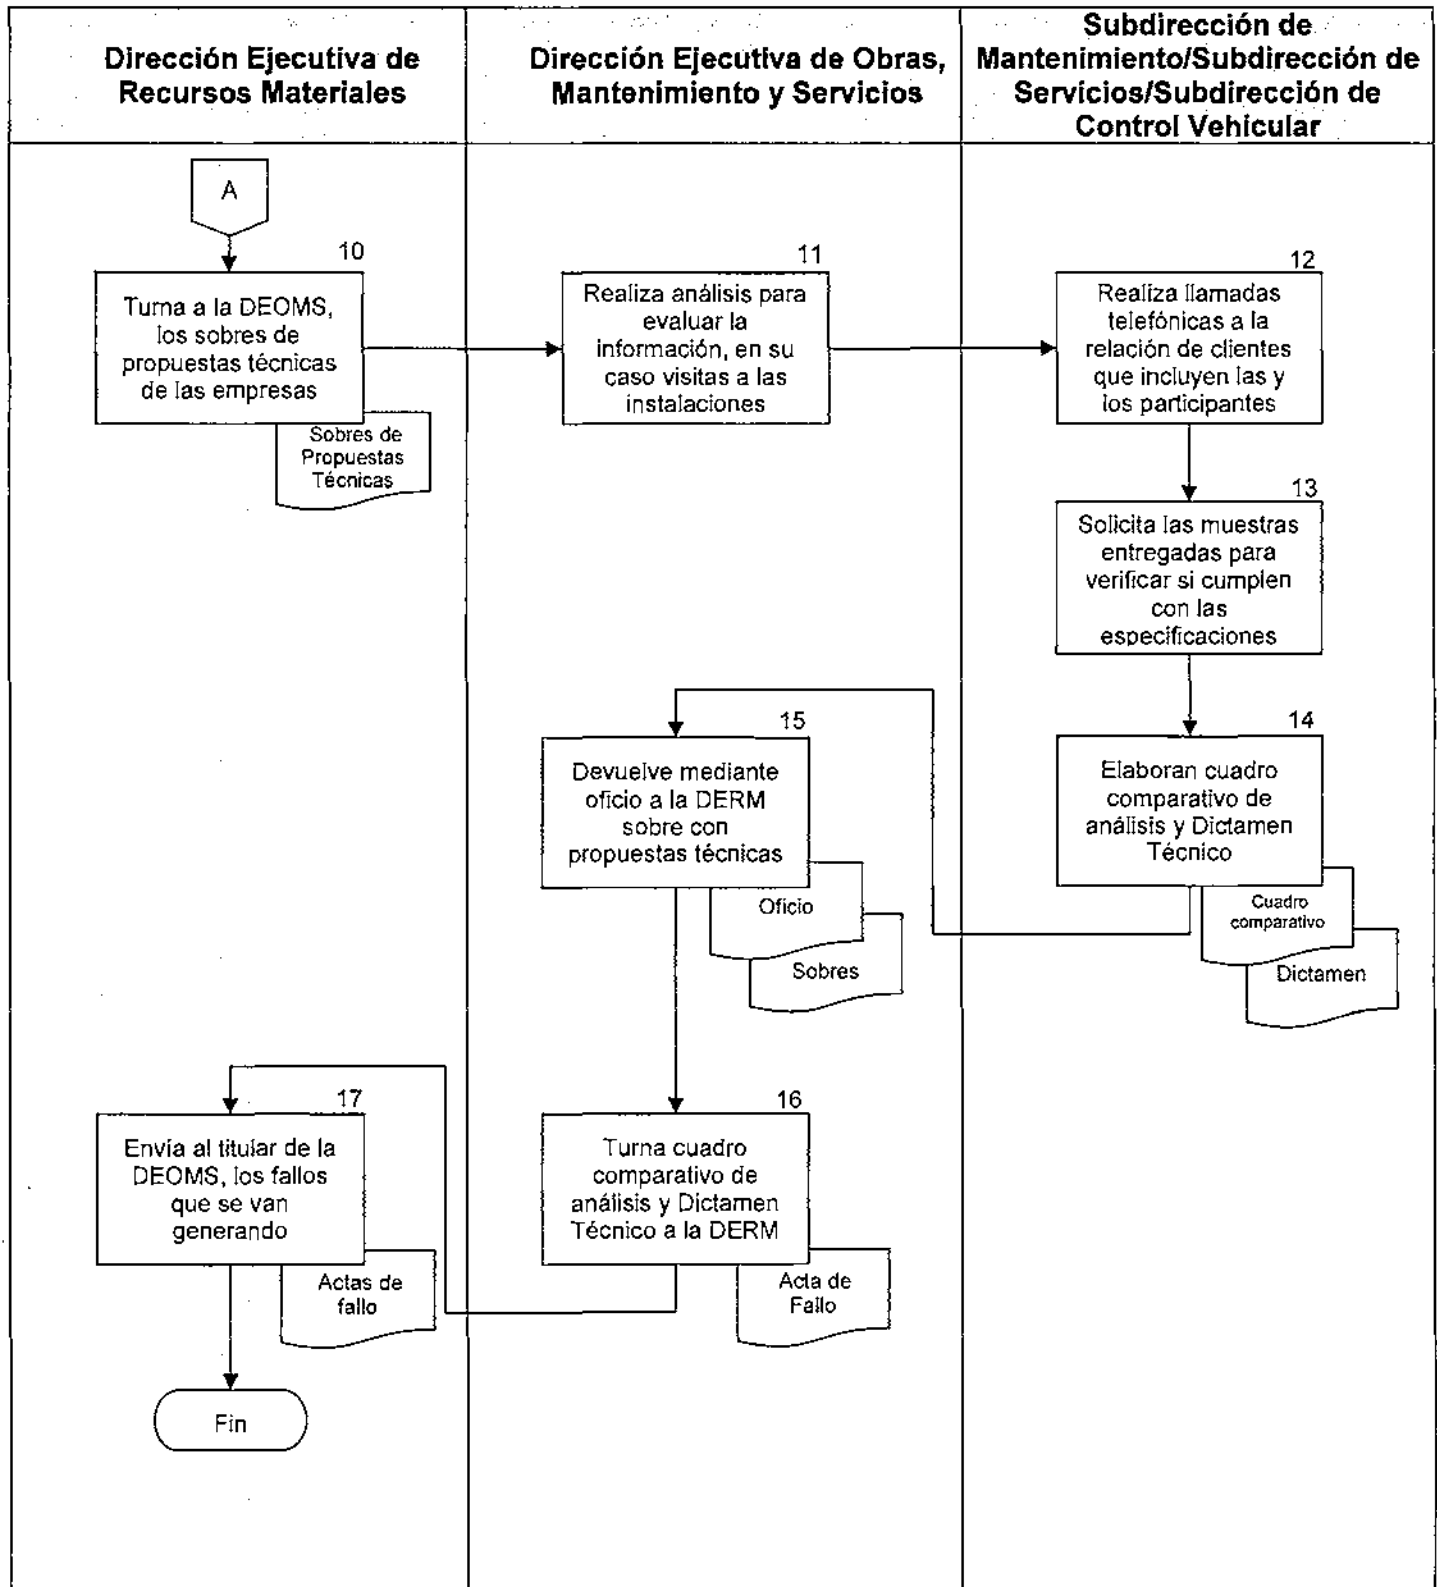 Dirección Ejecutiva de
Recursos Materiales
Dirección Ejecutiva de Obras,
Mantenimiento y Servicios
Subdirección de
Mantenimiento/Subdirección de
Servicios/Subdirección de
Control Vehicular
A
10
Turna a la DEOMS,
los sobres de
propuestas técnicas
de las empresas
Sobres de
Propuestas
Técnicas
11
Realiza análisis para
evaluar la
información, en su
caso visitas a las
instalaciones
12
Realiza llamadas
telefónicas a la
relación de clientes
que incluyen las y
los participantes
13
Solicita las muestras
entregadas para
verificar si cumplen
con las
especificaciones
14
Elaboran cuadro
comparativo de
análisis y Dictamen
Técnico
Cuadro
comparativo
Dictamen
15
Devuelve mediante
oficio a la DERM
sobre con
propuestas técnicas
Oficio
Sobres
16
Turna cuadro
comparativo de
análisis y Dictamen
Técnico a la DERM
Acta de
Fallo
17
Envía al titular de la
DEOMS, los fallos
que se van
generando
Actas de
fallo
Fin